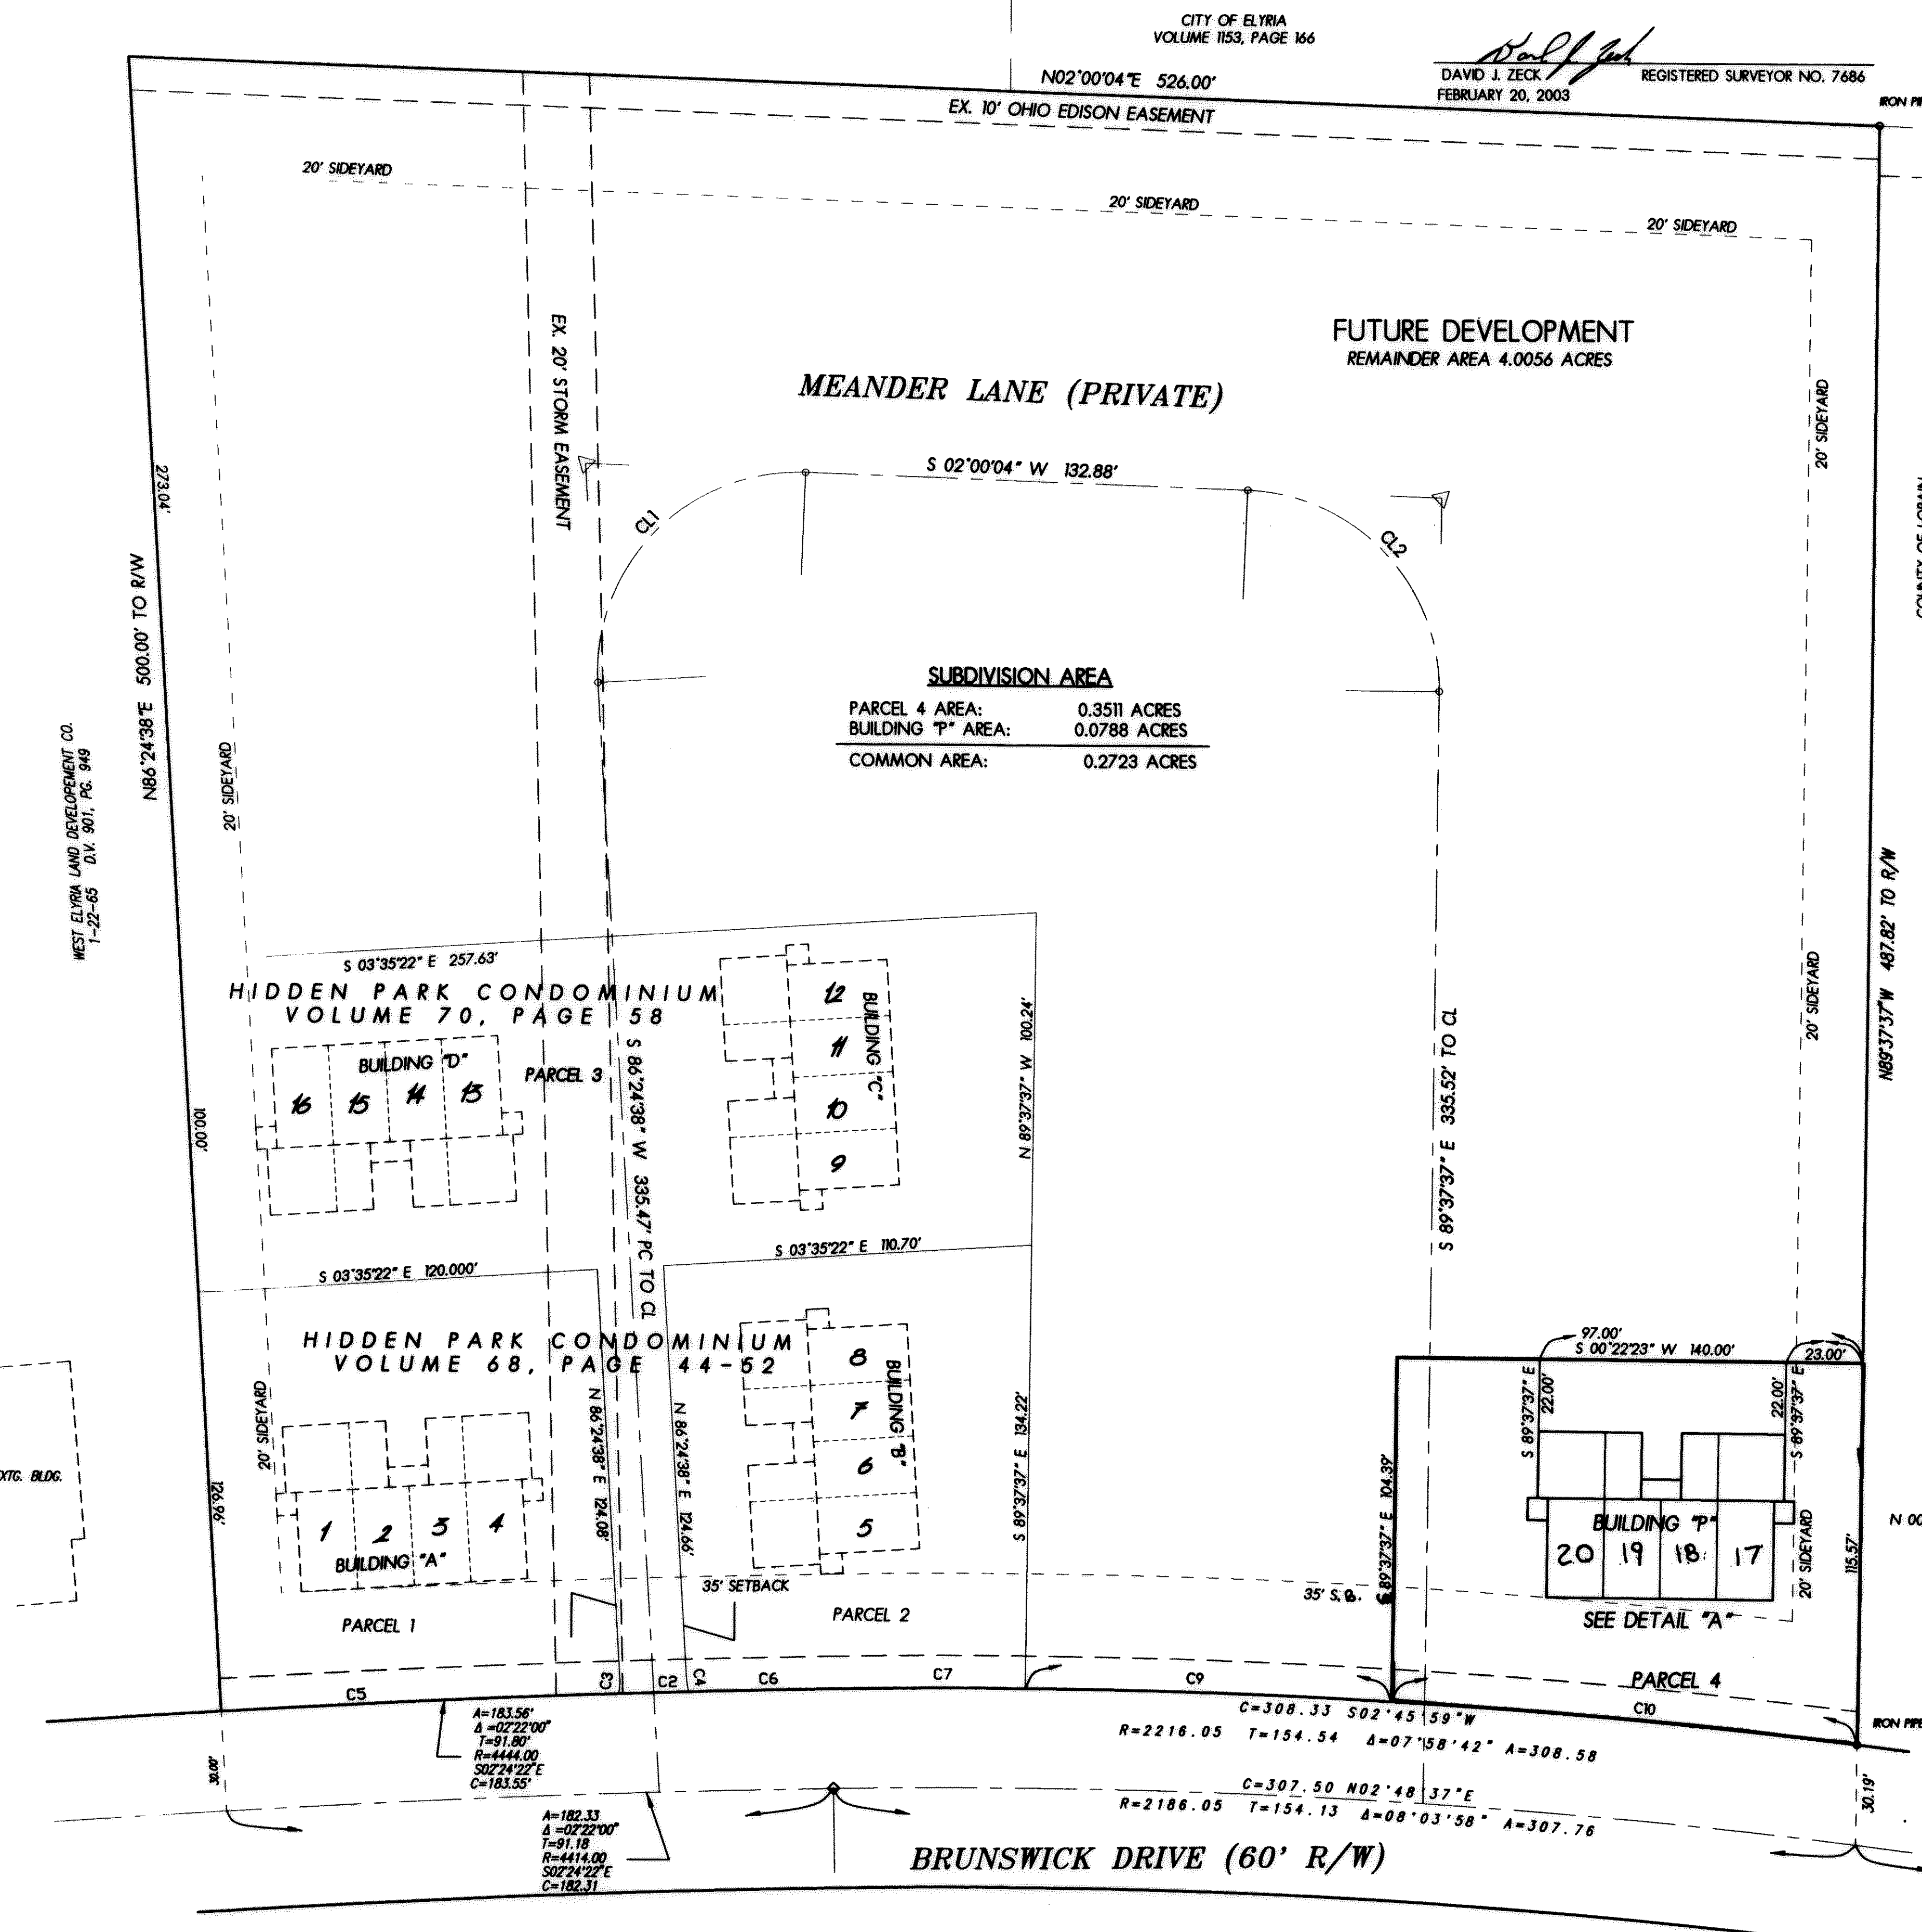 CITY OF ELYRIA
VOLUME 1153, PAGE 166
DAVID J. ZECK
REGISTERED SURVEYOR NO. 7686
FEBRUARY 20, 2003
N02°00'04"E 526.00'
EX. 10' OHIO EDISON EASEMENT
20' SIDEYARD
20' SIDEYARD
20' SIDEYARD
FUTURE DEVELOPMENT
REMAINDER AREA 4.0056 ACRES
EX. 20' STORM EASEMENT
MEANDER LANE (PRIVATE)
20' SIDEYARD
S 02°00'04" W 132.88'
CL1
CL2
273.04'
N86°24'38"E 500.00' TO R/W
SUBDIVISION AREA
PARCEL 4 AREA: 0.3511 ACRES
BUILDING "P" AREA: 0.0788 ACRES
COMMON AREA: 0.2723 ACRES
WEST ELYRIA LAND DEVELOPEMENT CO.
1-22-65 D.V. 901, PG. 949
20' SIDEYARD
N89°37'37"W 487.82' TO R/W
20' SIDEYARD
S 03°35'22" E 257.63'
HIDDEN PARK CONDOMINIUM
VOLUME 70, PAGE 58
BUILDING "D"
16 15 14 13
PARCEL 3
12
11
10
9
BUILDING "C"
N 89°37'37" W 100.24'
S 86°24'38" W 335.47' PC TO CL
S 89°37'37" E 335.52' TO CL
100.00'
S 03°35'22" E 110.70'
S 03°35'22" E 120.000'
HIDDEN PARK CONDOMINIUM
VOLUME 68, PAGE 44-52
8
7
6
5
BUILDING "B"
20' SIDEYARD
N 86°24'38" E 124.08'
N 86°24'38" E 124.66'
S 89°37'37" E 134.22'
97.00'
S 00°22'23" W 140.00'
23.00'
S 89°37'37" E
22.00'
22.00'
S 89°37'37" E
S 89°37'37" E 104.39'
XTG. BLDG.
126.96'
1 2 3 4
BUILDING "A"
BUILDING "P"
20 19 18 17
20' SIDEYARD
115.57'
N 00
35' SETBACK
35' S.B.
PARCEL 1
PARCEL 2
SEE DETAIL "A"
PARCEL 4
C5
C3
C2
C4
C6
C7
C9
C10
IRON PIPE
A=183.56'
Δ=02°22'00"
T=91.80'
R=4444.00
S02°24'22"E
C=183.55'
C=308.33 S02°45'59"W
R=2216.05 T=154.54 Δ=07°58'42" A=308.58
30.00'
C=307.50 N02°48'37"E
R=2186.05 T=154.13 Δ=08°03'58" A=307.76
30.19'
A=182.33
Δ=02°22'00"
T=91.18
R=4414.00
S02°24'22"E
C=182.31
BRUNSWICK DRIVE (60' R/W)